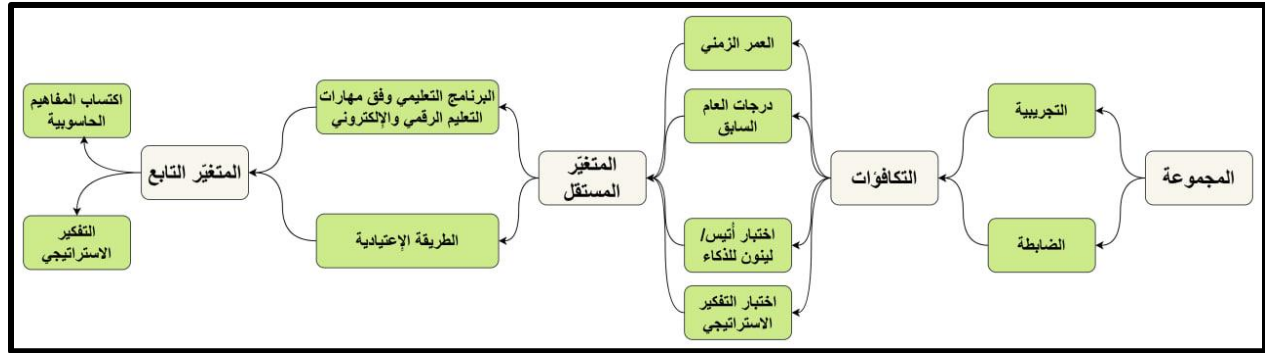 المجموعة
التجريبية
الضابطة
التكافؤات
العمر الزمني
درجات العام
السابق
اختبار أتيس/
لينون للذكاء
اختبار التفكير
الاستراتيجي
المتغيّر
المستقل
البرنامج التعليمي وفق مهارات
التعليم الرقمي والإلكتروني
الطريقة الإعتيادية
المتغيّر التابع
اكتساب المفاهيم
الحاسوبية
التفكير
الاستراتيجي